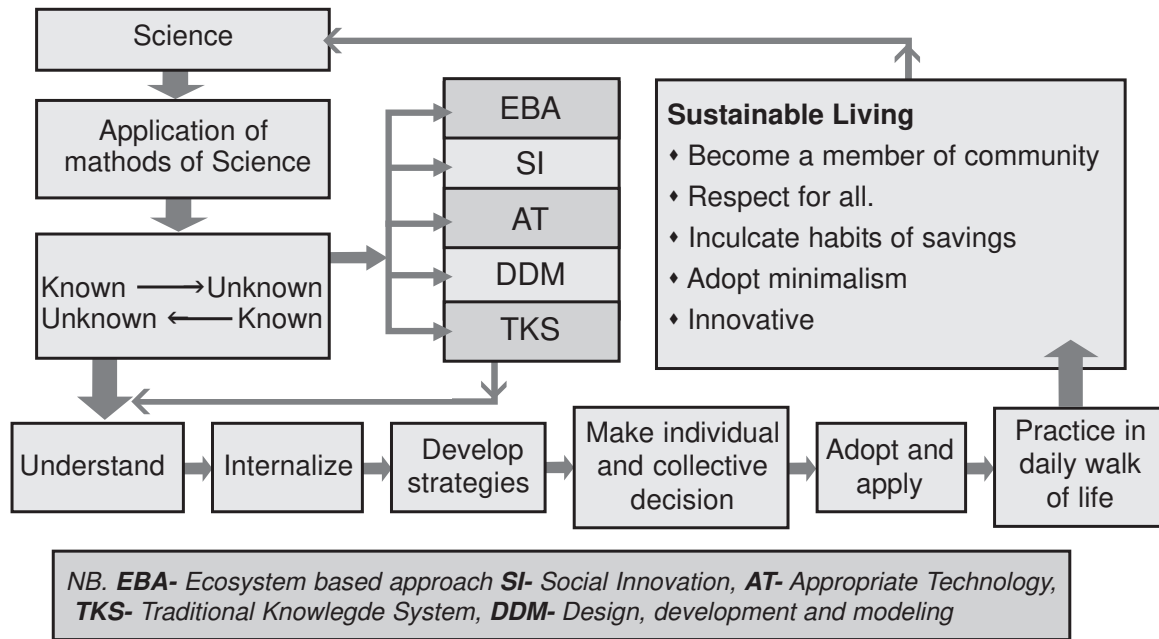 Science
Application of
mathods of Science
Known ⟶ Unknown
Unknown ⟵ Known
EBA
SI
AT
DDM
TKS
Sustainable Living
♦ Become a member of community
♦ Respect for all.
♦ Inculcate habits of savings
♦ Adopt minimalism
♦ Innovative
Understand
Internalize
Develop
strategies
Make individual
and collective
decision
Adopt and
apply
Practice in
daily walk
of life
NB. EBA- Ecosystem based approach SI- Social Innovation, AT- Appropriate Technology,
TKS- Traditional Knowlegde System, DDM- Design, development and modeling